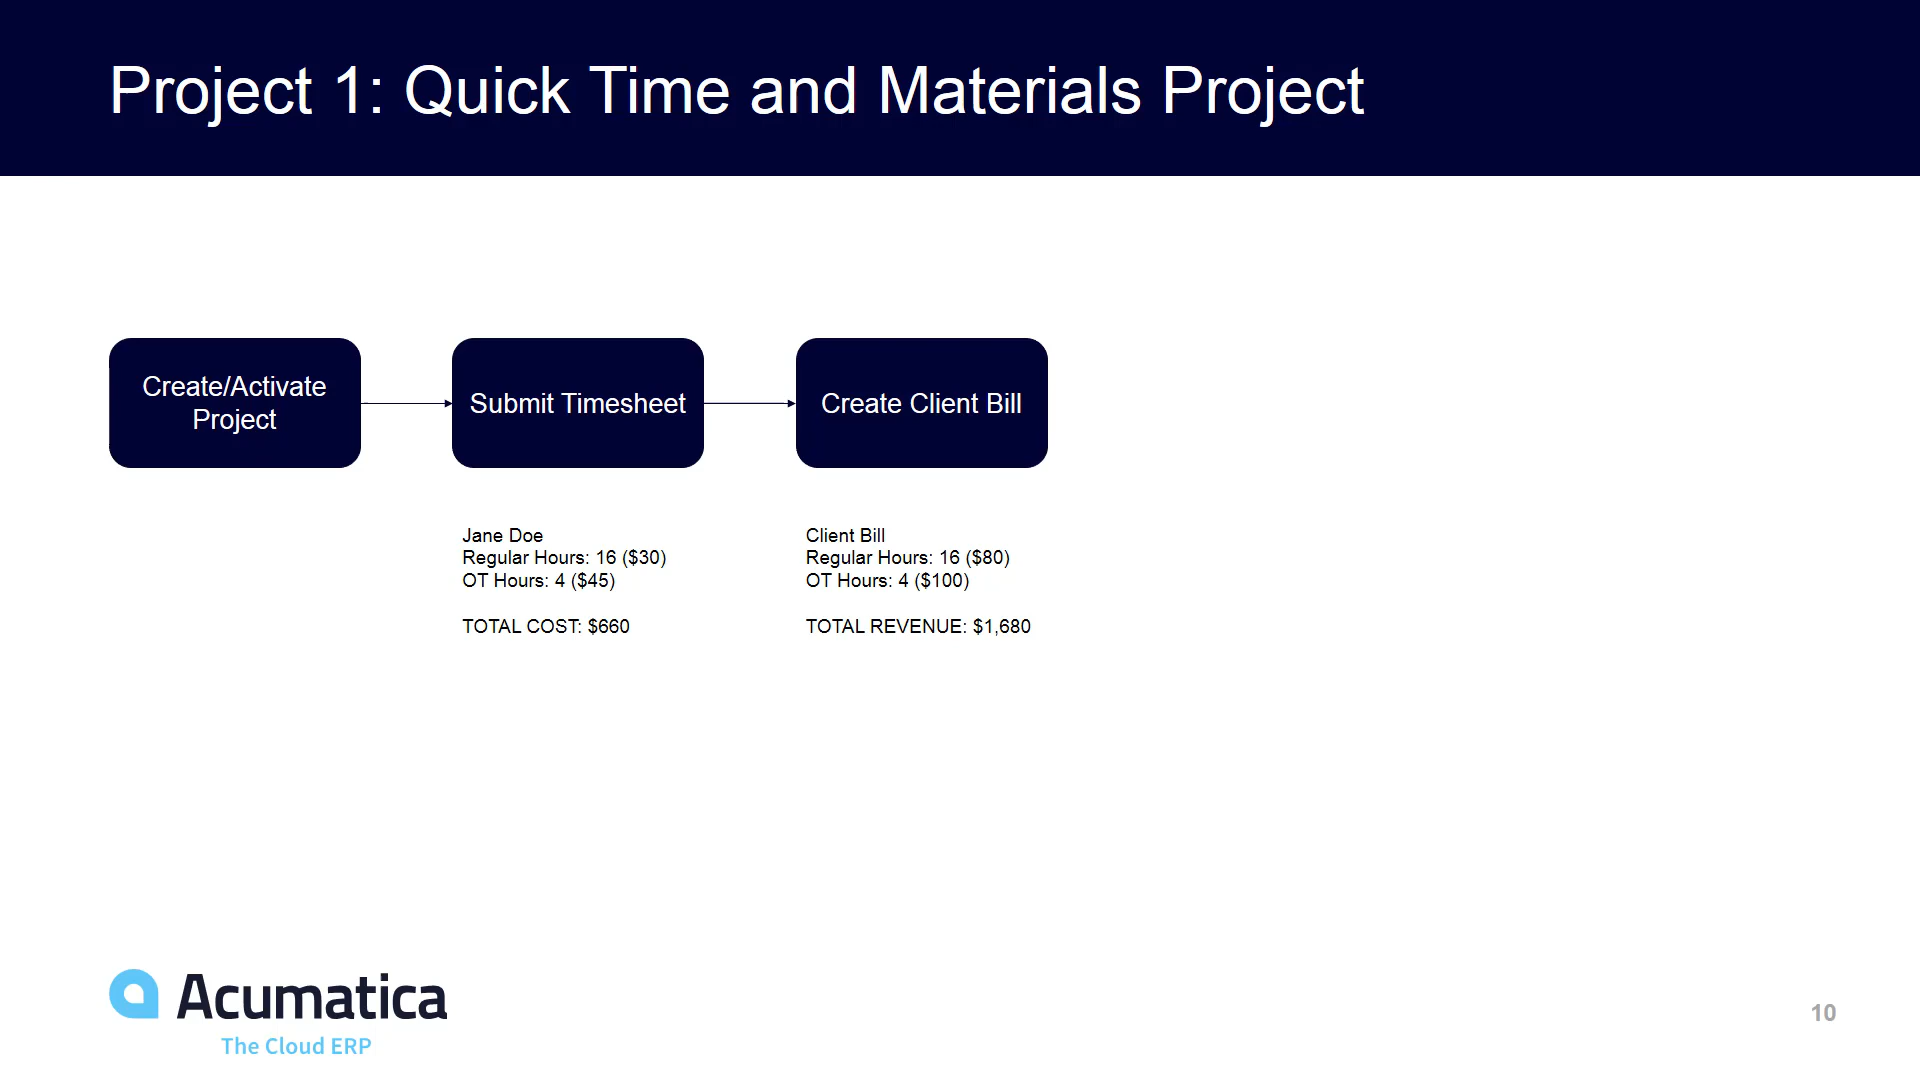 Project 1: Quick Time and Materials Project
Create/Activate
Project
Submit Timesheet
Create Client Bill
Jane Doe
Regular Hours: 16 ($30)
OT Hours: 4 ($45)
TOTAL COST: $660
Client Bill
Regular Hours: 16 ($80)
OT Hours: 4 ($100)
TOTAL REVENUE: $1,680
Acumatica
The Cloud ERP
10